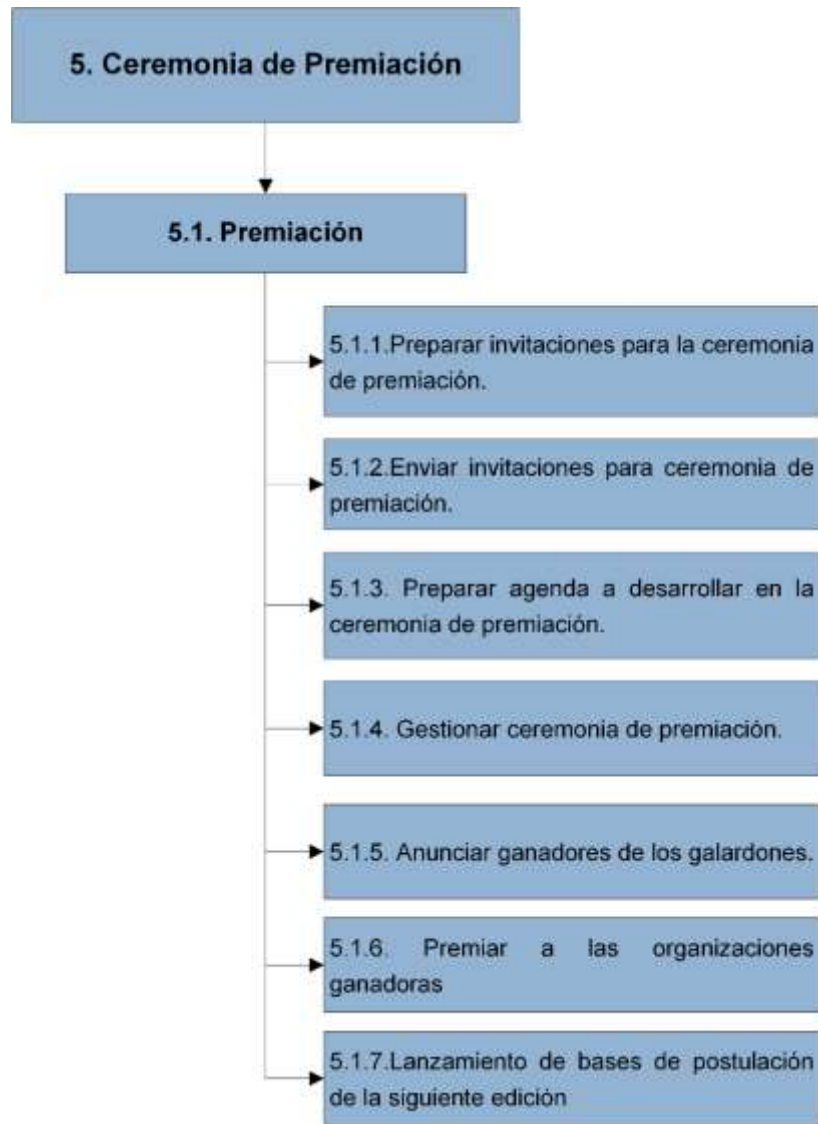 5. Ceremonia de Premiación
5.1. Premiación
5.1.1.Preparar invitaciones para la ceremonia
de premiación.
5.1.2.Enviar invitaciones para ceremonia de
premiación.
5.1.3. Preparar agenda a desarrollar en la
ceremonia de premiación.
5.1.4. Gestionar ceremonia de premiación.
5.1.5. Anunciar ganadores de los galardones.
5.1.6. Premiar a las organizaciones
ganadoras
5.1.7.Lanzamiento de bases de postulación
de la siguiente edición